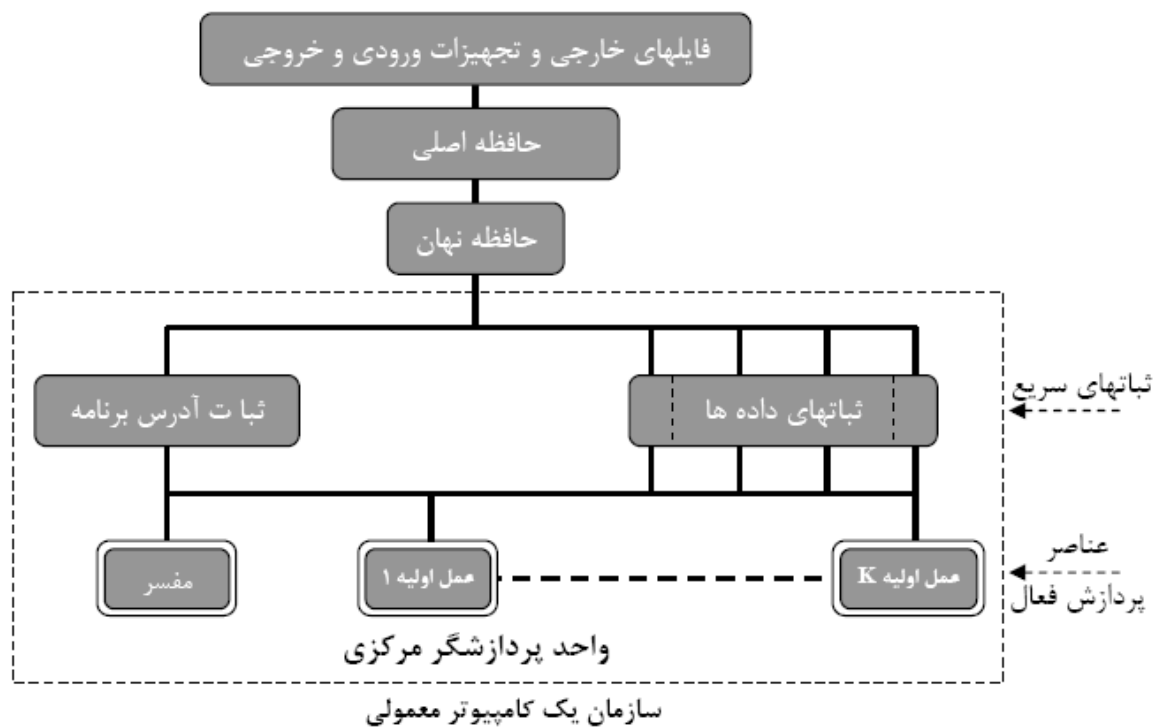 فایلهای خارجی و تجهیزات ورودی و خروجی
حافظه اصلی
حافظه نهان
ثبا ت آدرس برنامه
ثباتهای داده ها
ثباتهای سریع
مفسر
عمل اولیه ۱
عمل اولیه K
عناصر
پردازش فعال
واحد پردازشگر مرکزی
سازمان یک کامپیوتر معمولی